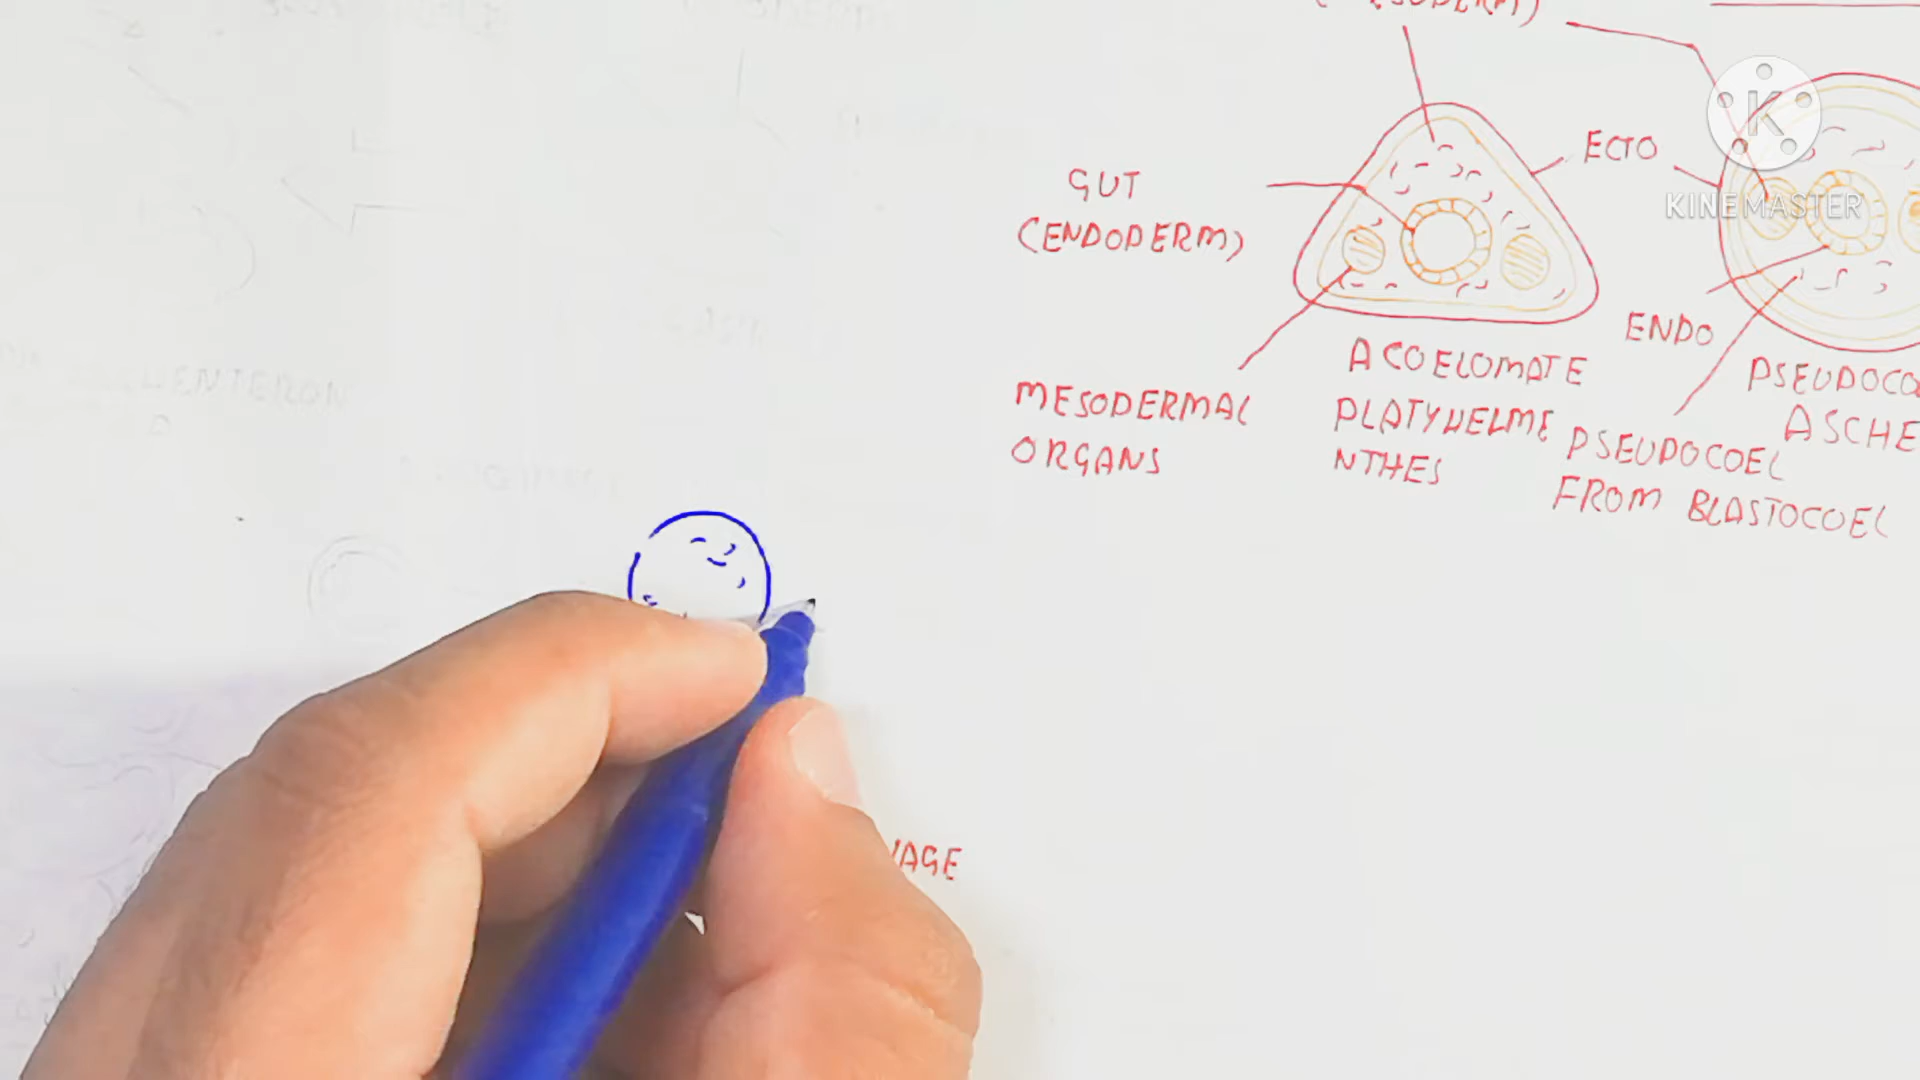 GUT
(ENDODERM)
ECTO
KINEMASTER
ENDO
MESODERMAL
ORGANS
ACOELOMATE
PLATYHELME
NTHES
PSEUDOCOEL
FROM BLASTOCOEL